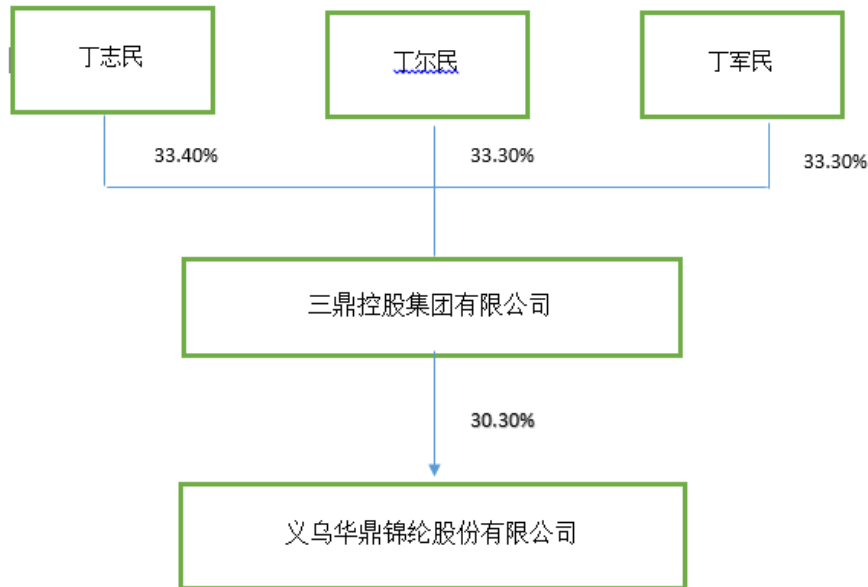 丁志民
丁尔民
丁军民
33.40%
33.30%
33.30%
三鼎控股集团有限公司
30.30%
义乌华鼎锦纶股份有限公司